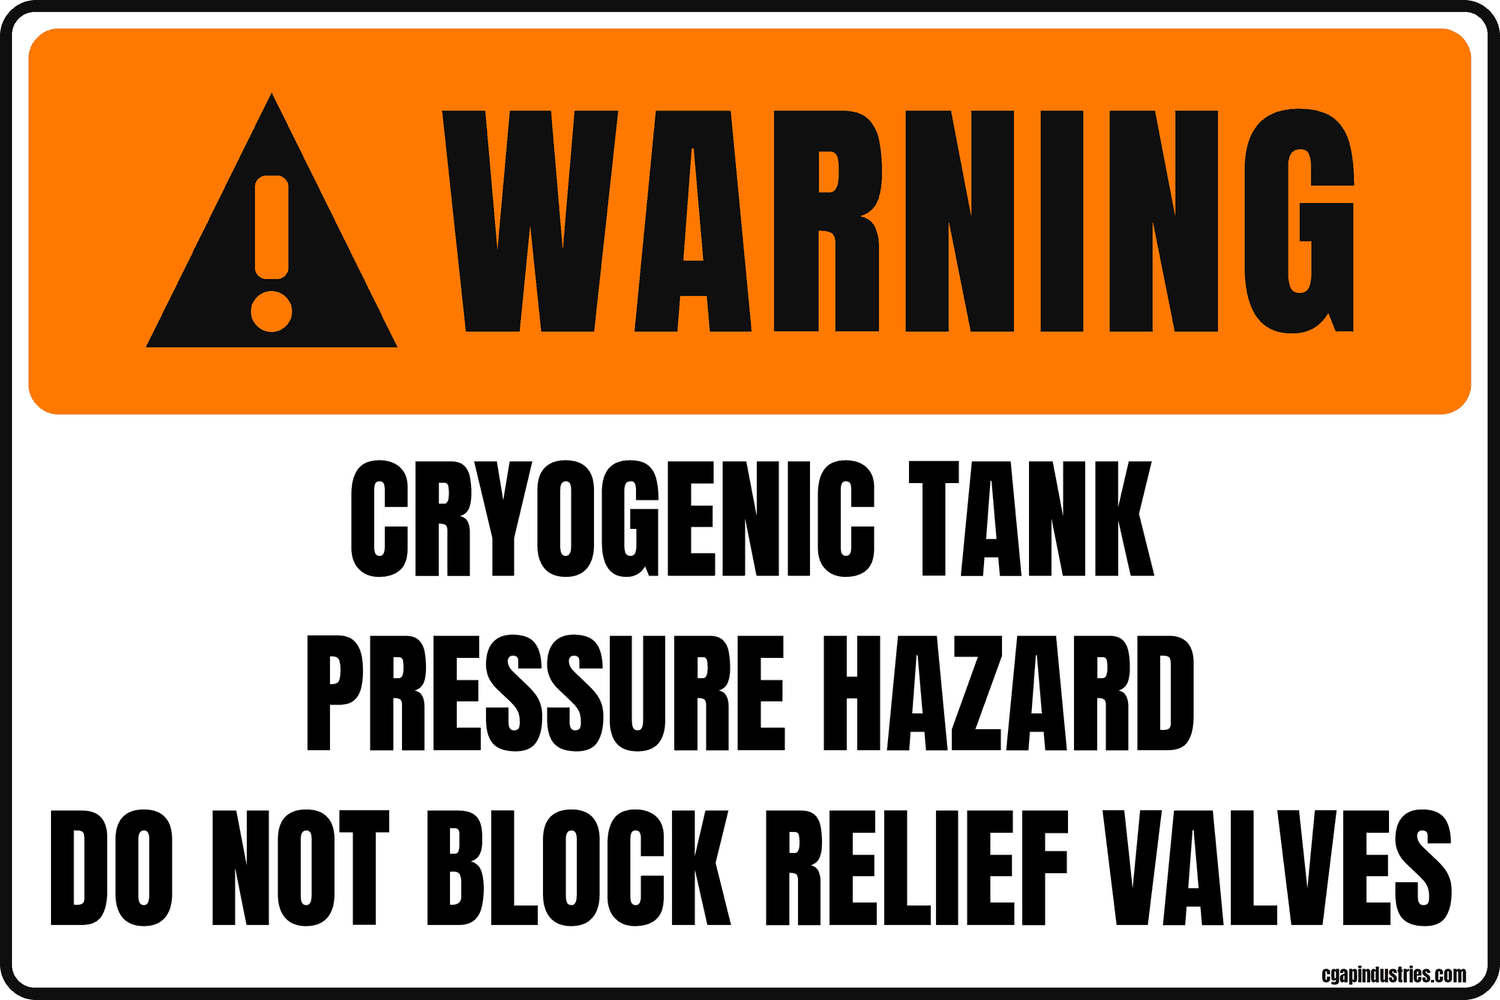 WARNING
CRYOGENIC TANK
PRESSURE HAZARD
DO NOT BLOCK RELIEF VALVES
cgapindustries.com